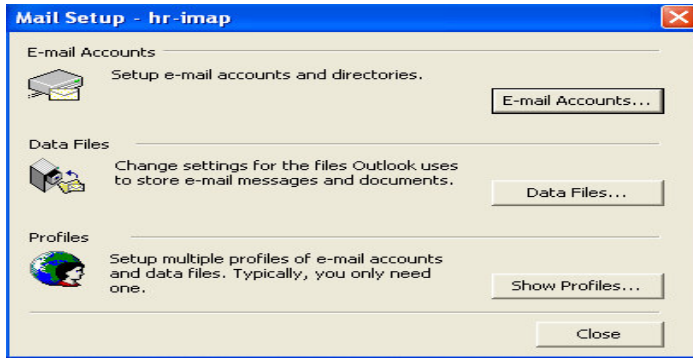 Mail Setup - hr-imap
E-mail Accounts
Setup e-mail accounts and directories.
E-mail Accounts...
Data Files
Change settings for the files Outlook uses
to store e-mail messages and documents.
Data Files...
Profiles
Setup multiple profiles of e-mail accounts
and data files. Typically, you only need
one.
Show Profiles...
Close